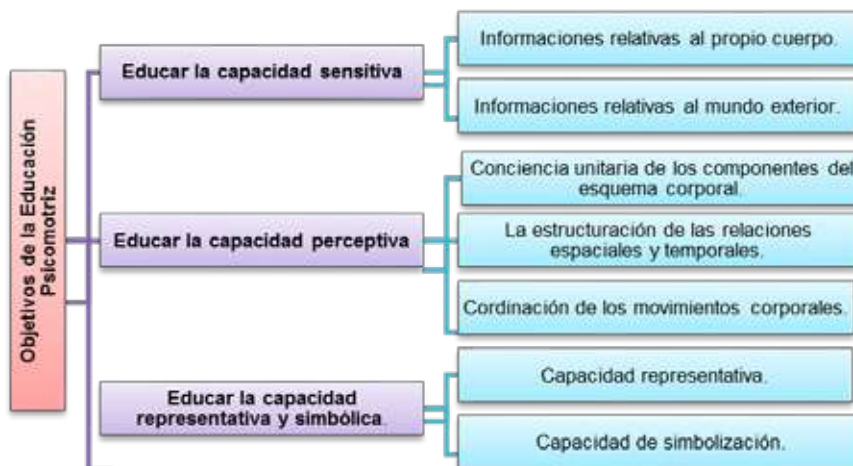 Objetivos de la Educación
Psicomotriz
Educar la capacidad sensitiva
Informaciones relativas al propio cuerpo.
Informaciones relativas al mundo exterior.
Educar la capacidad perceptiva
Conciencia unitaria de los componentes del
esquema corporal.
La estructuración de las relaciones
espaciales y temporales.
Cordinación de los movimientos corporales.
Educar la capacidad
representativa y simbólica.
Capacidad representativa.
Capacidad de simbolización.